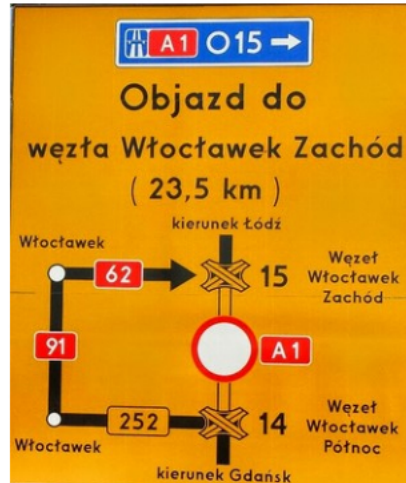 A1 O15
Objazd do
węzła Włocławek Zachód
( 23,5 km )
kierunek Łódź
Włocławek
62
15
Węzeł
Włocławek
Zachód
91
A1
252
14
Węzeł
Włocławek
Północ
Włocławek
kierunek Gdańsk